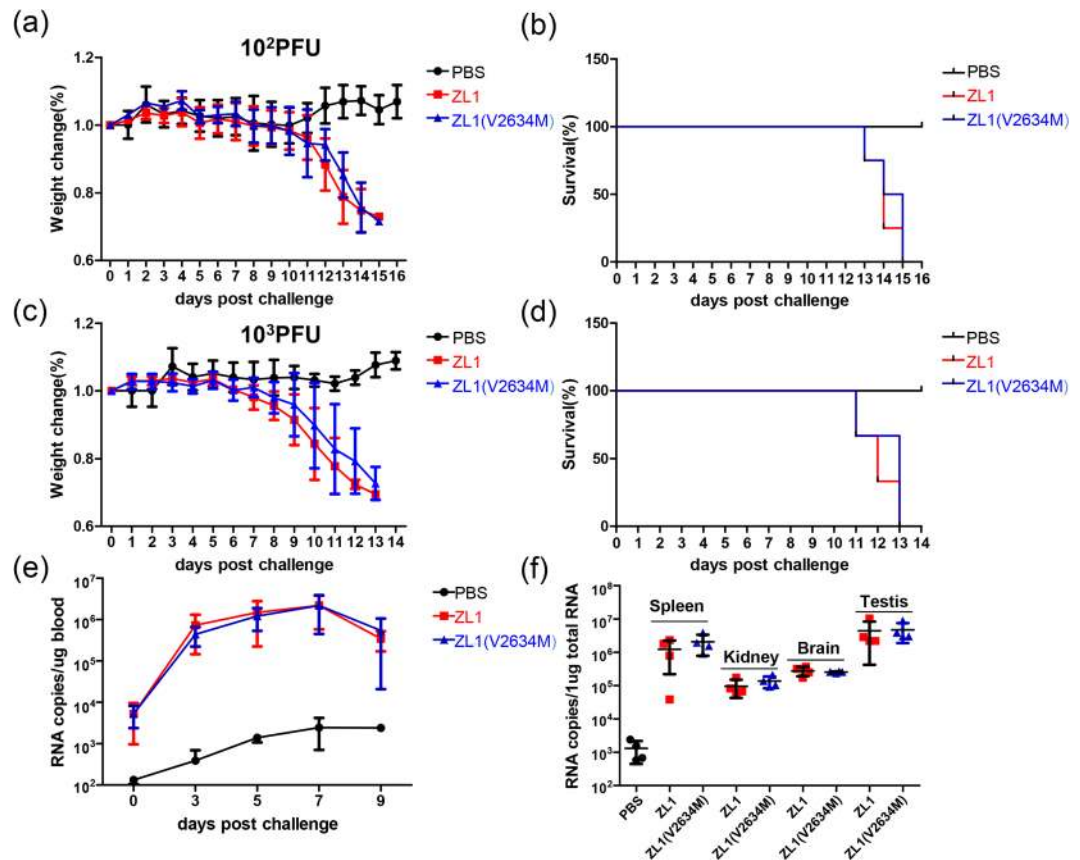 (a)
10²PFU
PBS
ZL1
ZL1(V2634M)
Weight change(%)
1.2
1.0
0.8
0.6
0 1 2 3 4 5 6 7 8 9 10 11 12 13 14 15 16
days post challenge
(b)
PBS
ZL1
ZL1(V2634M)
Survival(%)
150
100
50
0
0 1 2 3 4 5 6 7 8 9 10 11 12 13 14 15 16
days post challenge
(c)
10³PFU
PBS
ZL1
ZL1(V2634M)
Weight change(%)
1.2
1.0
0.8
0.6
0 1 2 3 4 5 6 7 8 9 10 11 12 13 14
days post challenge
(d)
PBS
ZL1
ZL1(V2634M)
Survival(%)
150
100
50
0
0 1 2 3 4 5 6 7 8 9 10 11 12 13 14
days post challenge
(e)
PBS
ZL1
ZL1(V2634M)
RNA copies/ug blood
10⁷
10⁶
10⁵
10⁴
10³
10²
0 3 5 7 9
days post challenge
(f)
RNA copies/1ug total RNA
10⁸
10⁷
10⁶
10⁵
10⁴
10³
10²
Spleen
Kidney
Brain
Testis
PBS
ZL1
ZL1(V2634M)
ZL1
ZL1(V2634M)
ZL1
ZL1(V2634M)
ZL1
ZL1(V2634M)